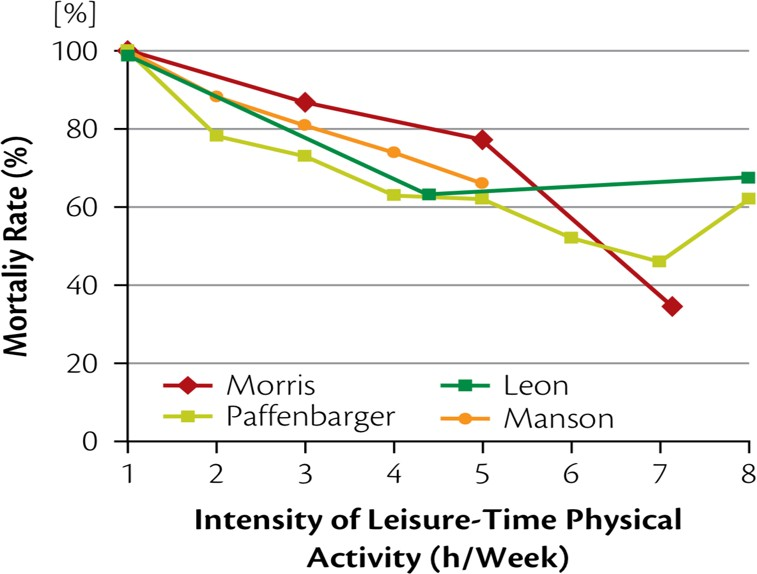 [%]
100
80
60
40
20
0
Mortaliy Rate (%)
Morris
Leon
Paffenbarger
Manson
1 2 3 4 5 6 7 8
Intensity of Leisure-Time Physical
Activity (h/Week)